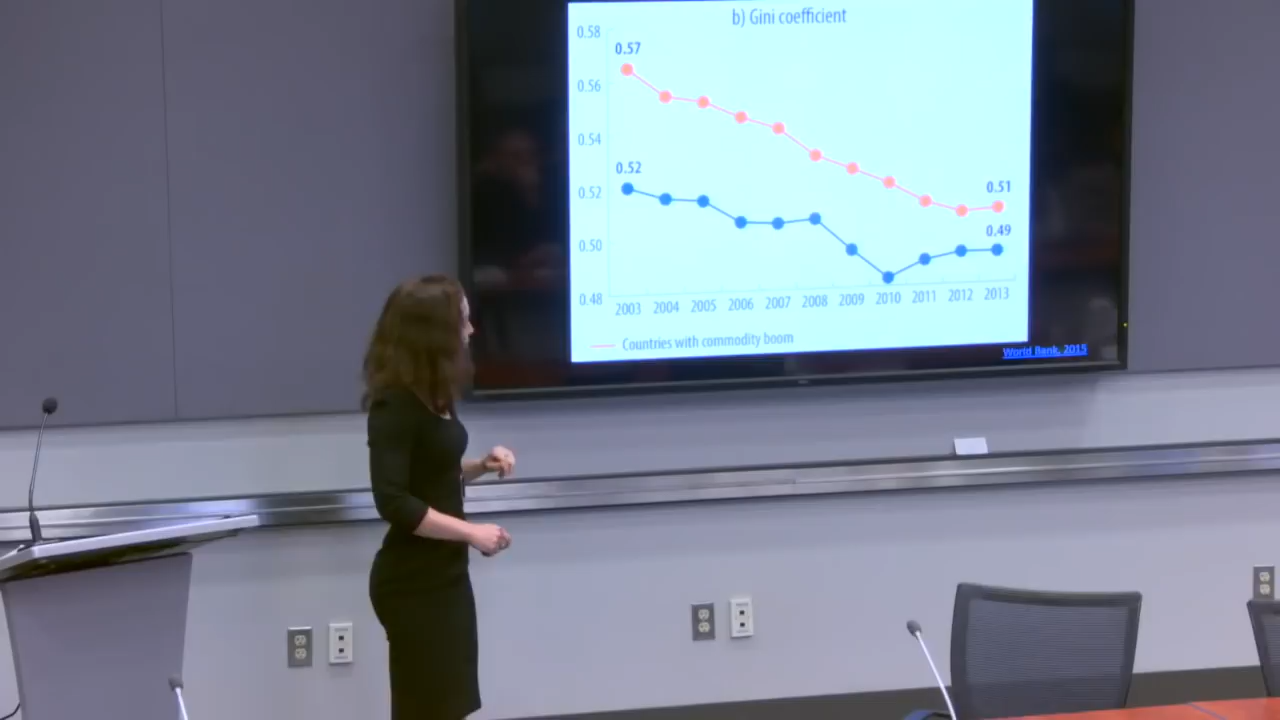 b) Gini coefficient
0.58
0.57
0.56
0.54
0.52
0.52
0.51
0.50
0.49
0.48
2003 2004 2005 2006 2007 2008 2009 2010 2011 2012 2013
Countries with commodity boom
World Bank, 2015